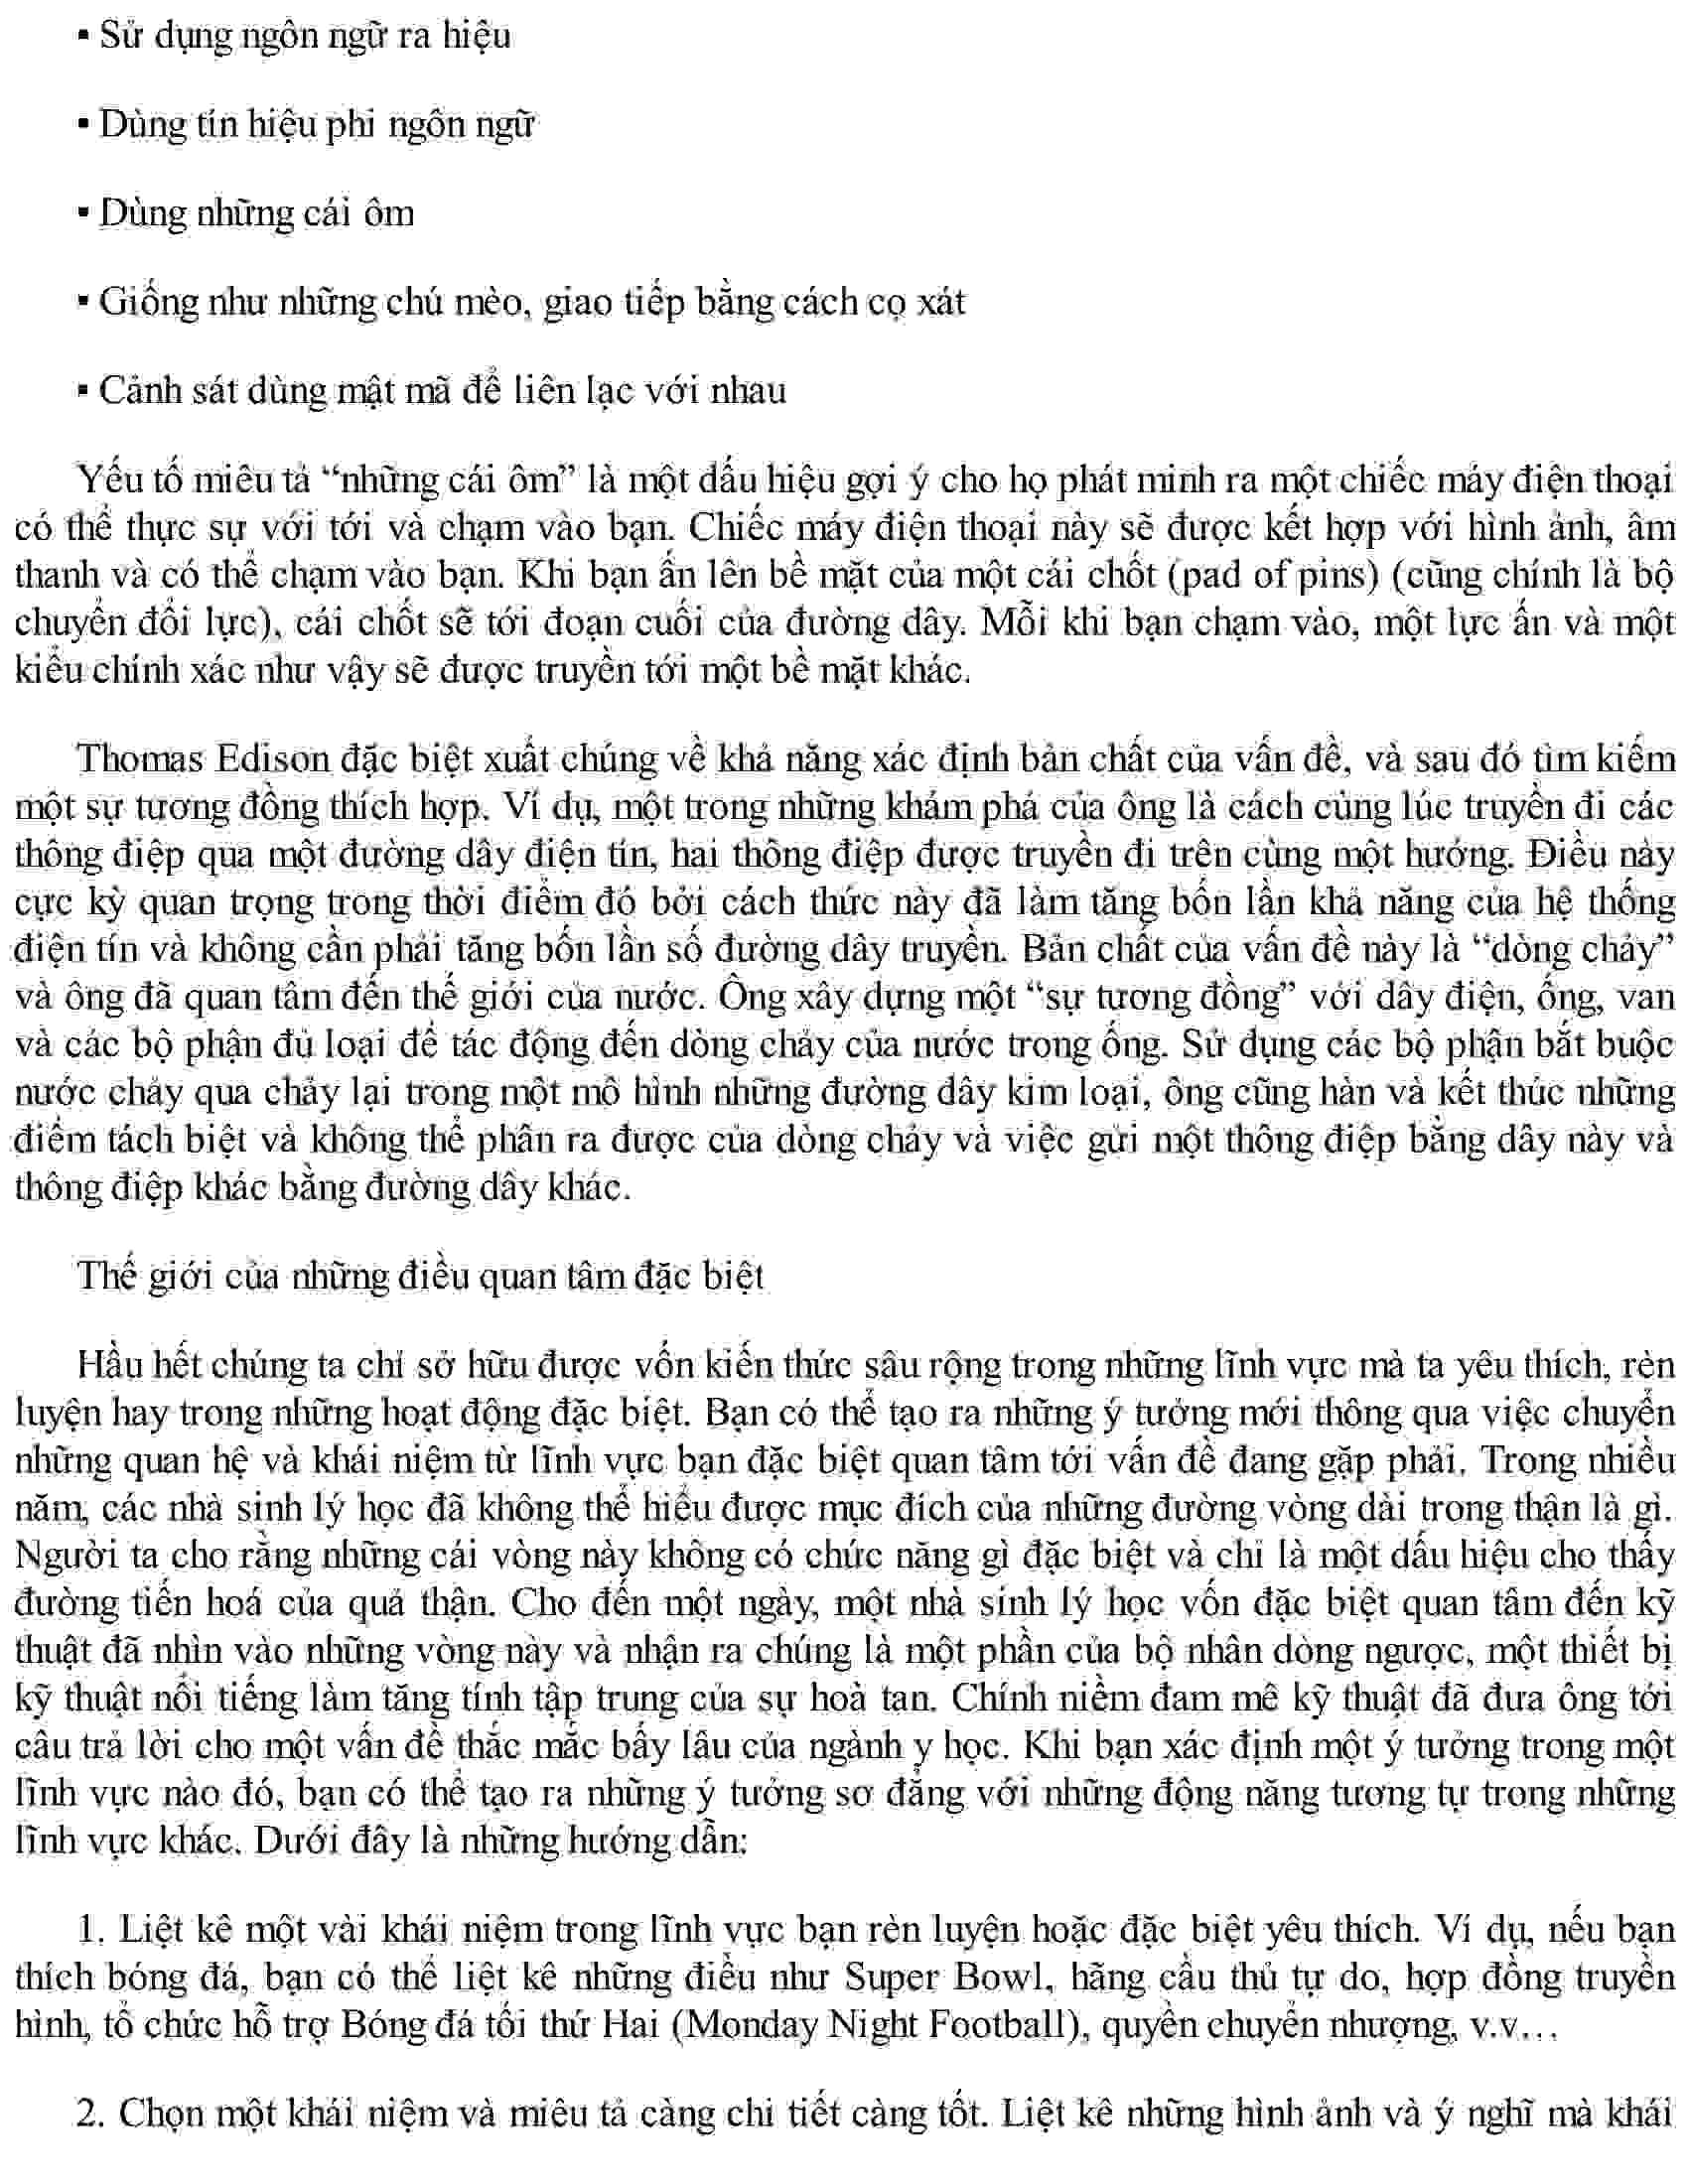 ▪ Sử dụng ngôn ngữ ra hiệu
▪ Dùng tín hiệu phi ngôn ngữ
▪ Dùng những cái ôm
▪ Giống như những chú mèo, giao tiếp bằng cách cọ xát
▪ Cảnh sát dùng mật mã để liên lạc với nhau
Yếu tố miêu tả “những cái ôm” là một dấu hiệu gợi ý cho họ phát minh ra một chiếc máy điện thoại
có thể thực sự với tới và chạm vào bạn. Chiếc máy điện thoại này sẽ được kết hợp với hình ảnh, âm
thanh và có thể chạm vào bạn. Khi bạn ấn lên bề mặt của một cái chốt (pad of pins) (cũng chính là bộ
chuyển đổi lực), cái chốt sẽ tới đoạn cuối của đường dây. Mỗi khi bạn chạm vào, một lực ấn và một
kiểu chính xác như vậy sẽ được truyền tới một bề mặt khác.
Thomas Edison đặc biệt xuất chúng về khả năng xác định bản chất của vấn đề, và sau đó tìm kiếm
một sự tương đồng thích hợp. Ví dụ, một trong những khám phá của ông là cách cùng lúc truyền đi các
thông điệp qua một đường dây điện tín, hai thông điệp được truyền đi trên cùng một hướng. Điều này
cực kỳ quan trọng trong thời điểm đó bởi cách thức này đã làm tăng bốn lần khả năng của hệ thống
điện tín và không cần phải tăng bốn lần số đường dây truyền. Bản chất của vấn đề này là “dòng chảy”
và ông đã quan tâm đến thế giới của nước. Ông xây dựng một “sự tương đồng” với dây điện, ống, van
và các bộ phận đủ loại để tác động đến dòng chảy của nước trong ống. Sử dụng các bộ phận bắt buộc
nước chảy qua chảy lại trong một mô hình những đường dây kim loại, ông cũng hàn và kết thúc những
điểm tách biệt và không thể phân ra được của dòng chảy và việc gửi một thông điệp bằng dây này và
thông điệp khác bằng đường dây khác.
Thế giới của những điều quan tâm đặc biệt
Hầu hết chúng ta chỉ sở hữu được vốn kiến thức sâu rộng trong những lĩnh vực mà ta yêu thích, rèn
luyện hay trong những hoạt động đặc biệt. Bạn có thể tạo ra những ý tưởng mới thông qua việc chuyển
những quan hệ và khái niệm từ lĩnh vực bạn đặc biệt quan tâm tới vấn đề đang gặp phải. Trong nhiều
năm, các nhà sinh lý học đã không thể hiểu được mục đích của những đường vòng dài trong thận là gì.
Người ta cho rằng những cái vòng này không có chức năng gì đặc biệt và chỉ là một dấu hiệu cho thấy
đường tiến hoá của quả thận. Cho đến một ngày, một nhà sinh lý học vốn đặc biệt quan tâm đến kỹ
thuật đã nhìn vào những vòng này và nhận ra chúng là một phần của bộ nhân dòng ngược, một thiết bị
kỹ thuật nổi tiếng làm tăng tính tập trung của sự hoà tan. Chính niềm đam mê kỹ thuật đã đưa ông tới
câu trả lời cho một vấn đề thắc mắc bấy lâu của ngành y học. Khi bạn xác định một ý tưởng trong một
lĩnh vực nào đó, bạn có thể tạo ra những ý tưởng sơ đẳng với những động năng tương tự trong những
lĩnh vực khác. Dưới đây là những hướng dẫn:
1. Liệt kê một vài khái niệm trong lĩnh vực bạn rèn luyện hoặc đặc biệt yêu thích. Ví dụ, nếu bạn
thích bóng đá, bạn có thể liệt kê những điều như Super Bowl, hãng cầu thủ tự do, hợp đồng truyền
hình, tổ chức hỗ trợ Bóng đá tối thứ Hai (Monday Night Football), quyền chuyển nhượng, v.v…
2. Chọn một khái niệm và miêu tả càng chi tiết càng tốt. Liệt kê những hình ảnh và ý nghĩ mà khái